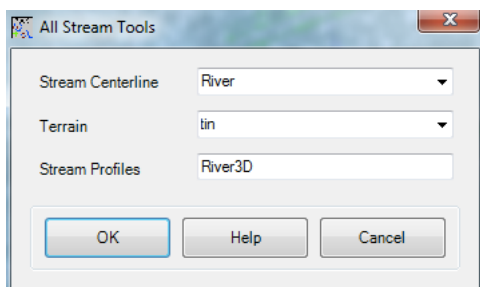 All Stream Tools
Stream Centerline River
Terrain tin
Stream Profiles River3D
OK Help Cancel